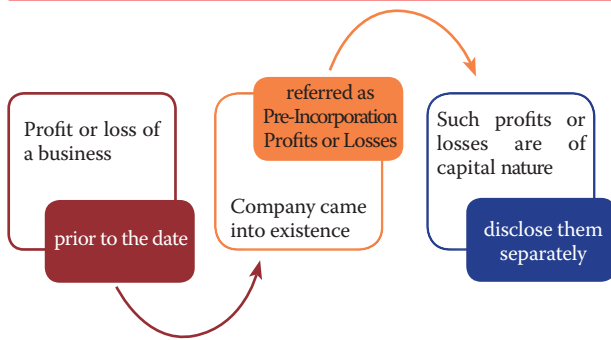 Profit or loss of
a business
prior to the date
Company came
into existence
referred as
Pre-Incorporation
Profits or Losses
Such profits or
losses are of
capital nature
disclose them
separately